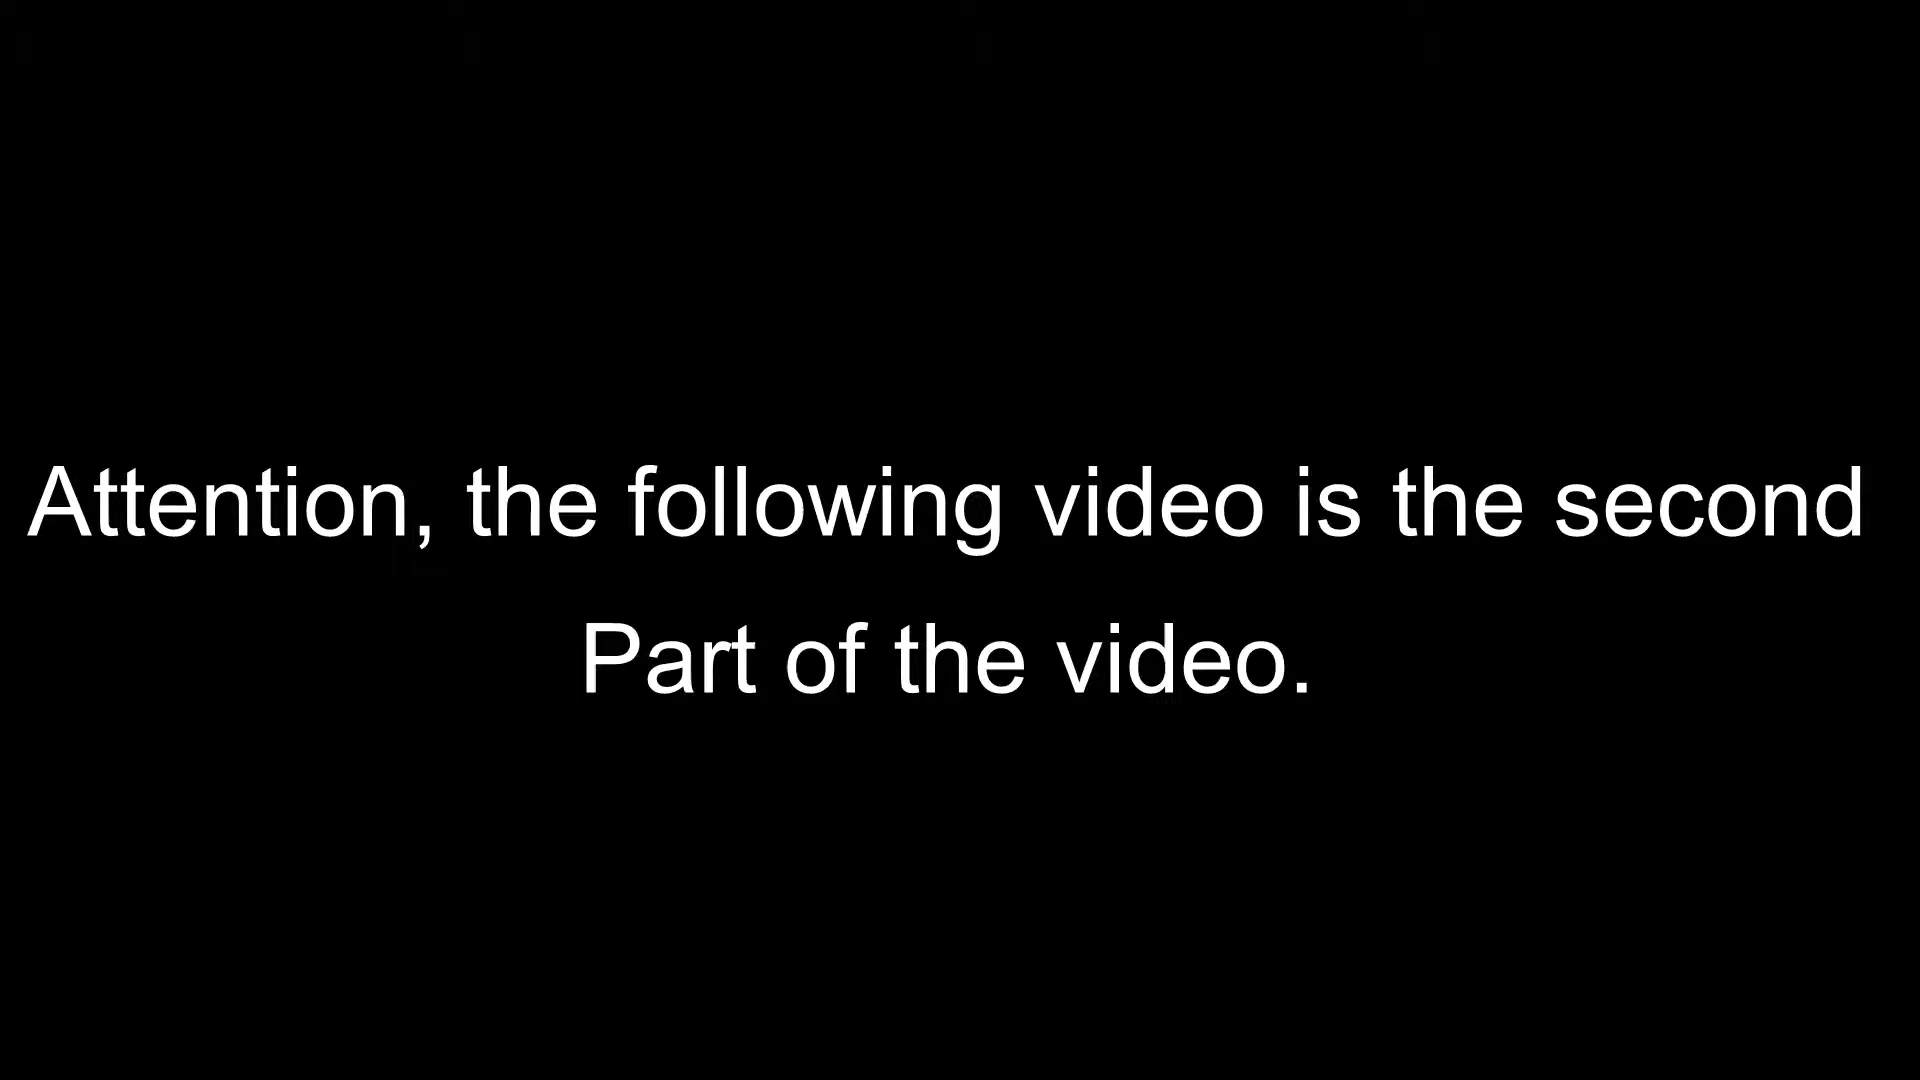 Attention, the following video is the second
Part of the video.